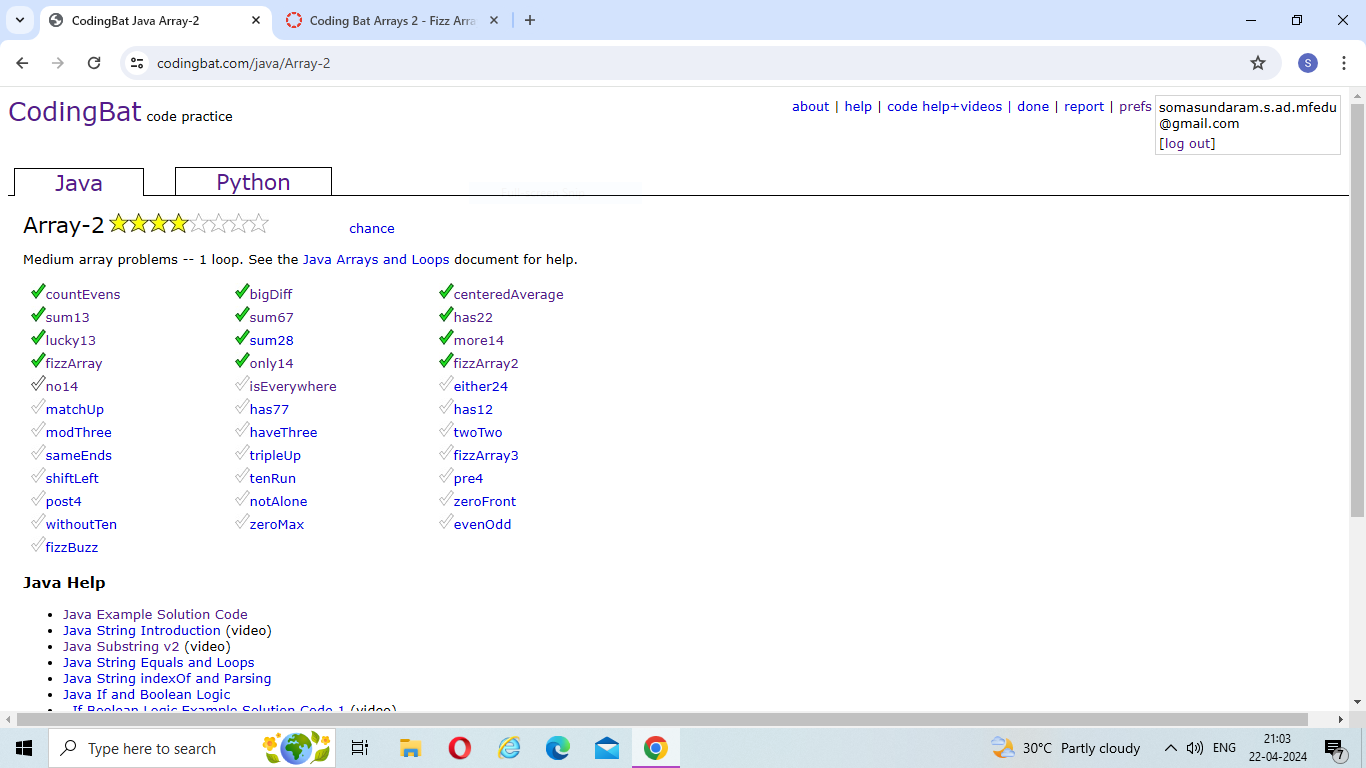 CodingBat Java Array-2
Coding Bat Arrays 2 - Fizz Arra
codingbat.com/java/Array-2
S
CodingBat code practice
about | help | code help+videos | done | report | prefs
somasundaram.s.ad.mfedu
@gmail.com
[log out]
Java
Python
Array-2
chance
Medium array problems -- 1 loop. See the Java Arrays and Loops document for help.
countEvens bigDiff centeredAverage
sum13 sum67 has22
lucky13 sum28 more14
fizzArray only14 fizzArray2
no14 isEverywhere either24
matchUp has77 has12
modThree haveThree twoTwo
sameEnds tripleUp fizzArray3
shiftLeft tenRun pre4
post4 notAlone zeroFront
withoutTen zeroMax evenOdd
fizzBuzz
Java Help
Java Example Solution Code
Java String Introduction (video)
Java Substring v2 (video)
Java String Equals and Loops
Java String indexOf and Parsing
Java If and Boolean Logic
If Boolean Logic Example Solution Code 1 (video)
Type here to search
30°C Partly cloudy
ENG
21:03
22-04-2024
7